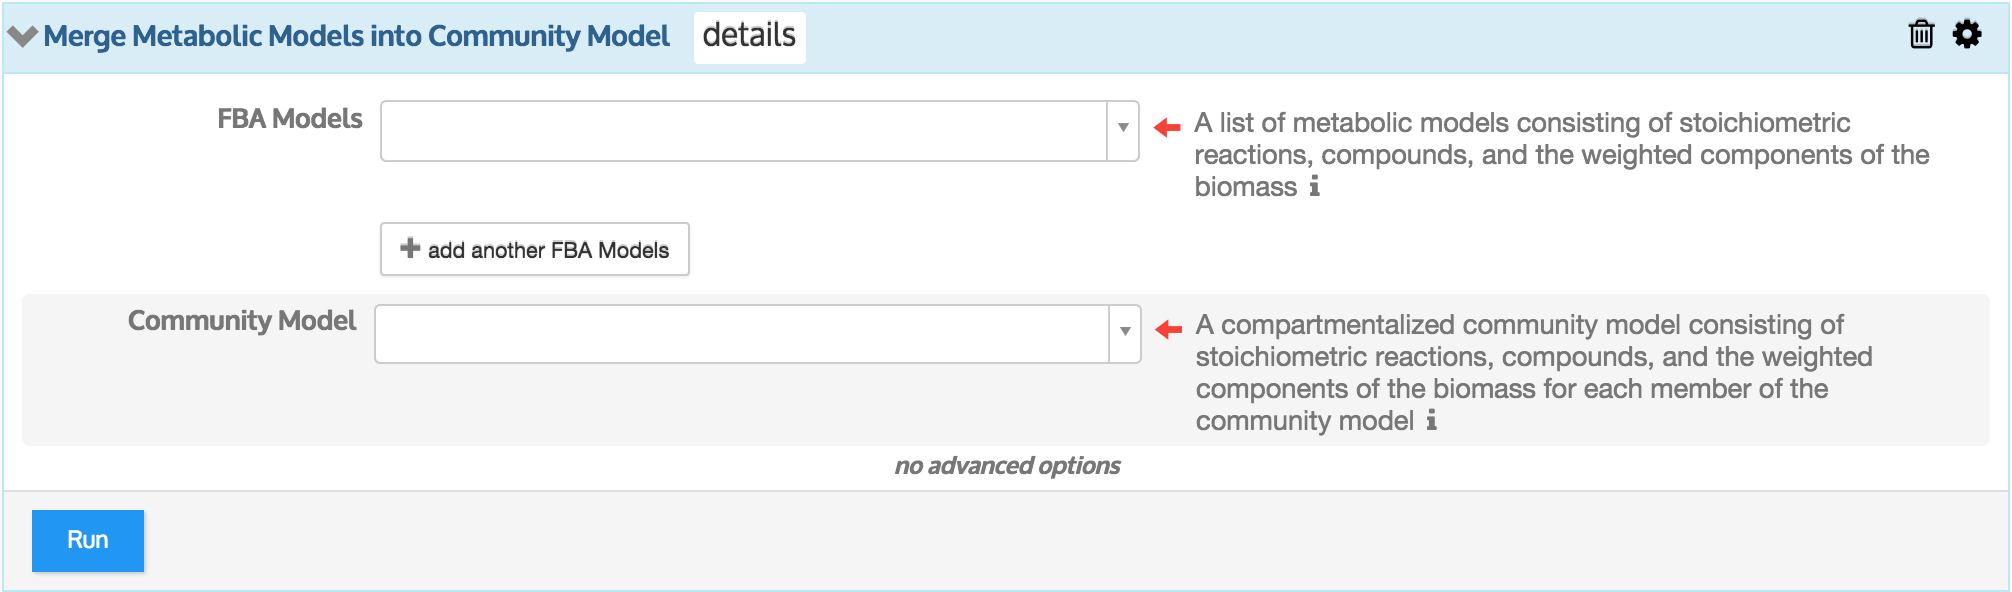 Merge Metabolic Models into Community Model details
FBA Models
A list of metabolic models consisting of stoichiometric
reactions, compounds, and the weighted components of the
biomass
add another FBA Models
Community Model
A compartmentalized community model consisting of
stoichiometric reactions, compounds, and the weighted
components of the biomass for each member of the
community model
no advanced options
Run